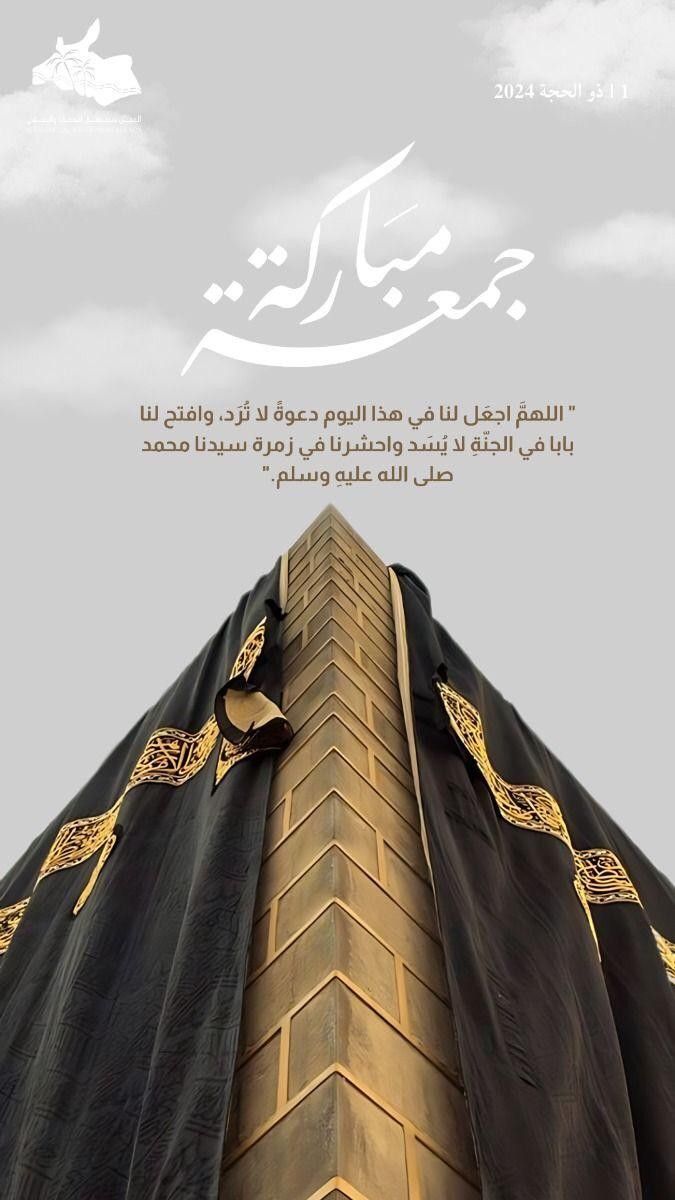 1 | ذو الحجة 2024
جمعة مباركة
" اللهمَّ اجعَل لنا في هذا اليوم دعوةً لا تُرَد، وافتح لنا
بابا في الجنّةِ لا يُسَد واحشرنا في زمرة سيدنا محمد
صلى الله عليهِ وسلم."